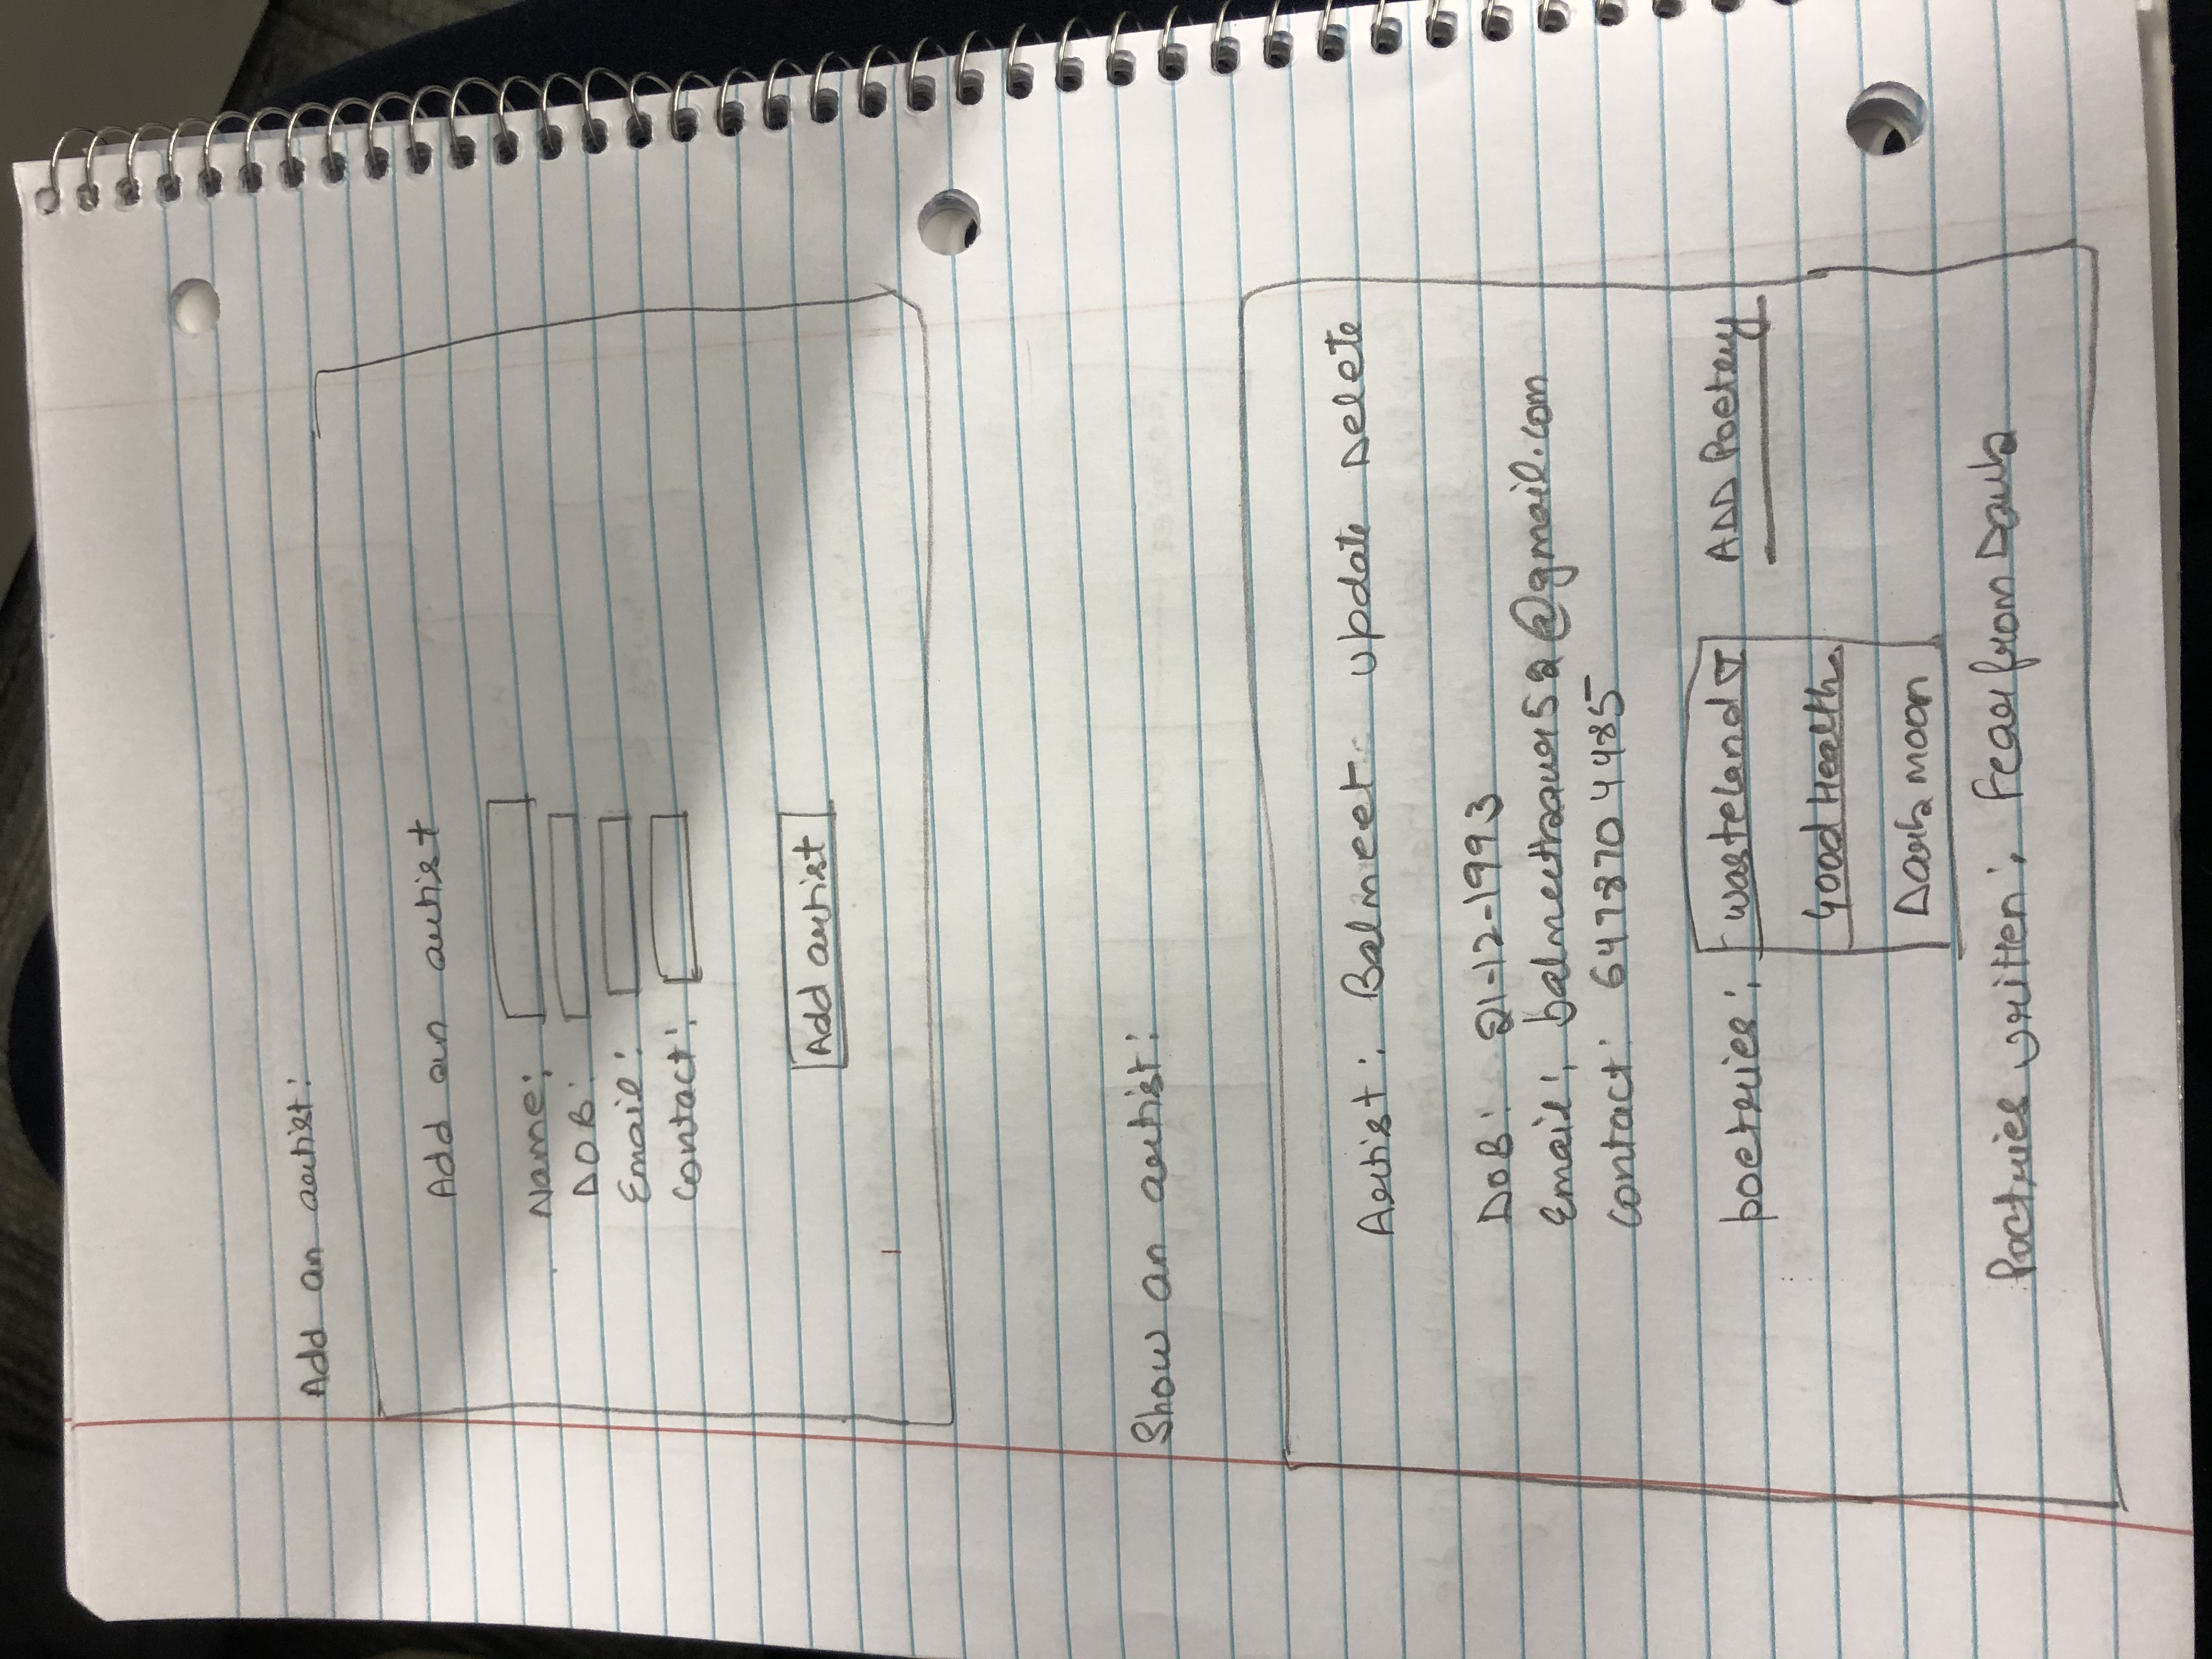 Add an artist:
Add an artist
Name:
DOB:
Email:
Contact:
Add artist
Show an artist:
Artist: Balmeet update Delete
DOB: 21-12-1993
Email: balmeetkaur52@gmail.com
Contact: 6478704485
poetries: wasteland ADD Poetry
Good Health
Dark moon
Poetries written: Fear from Dark